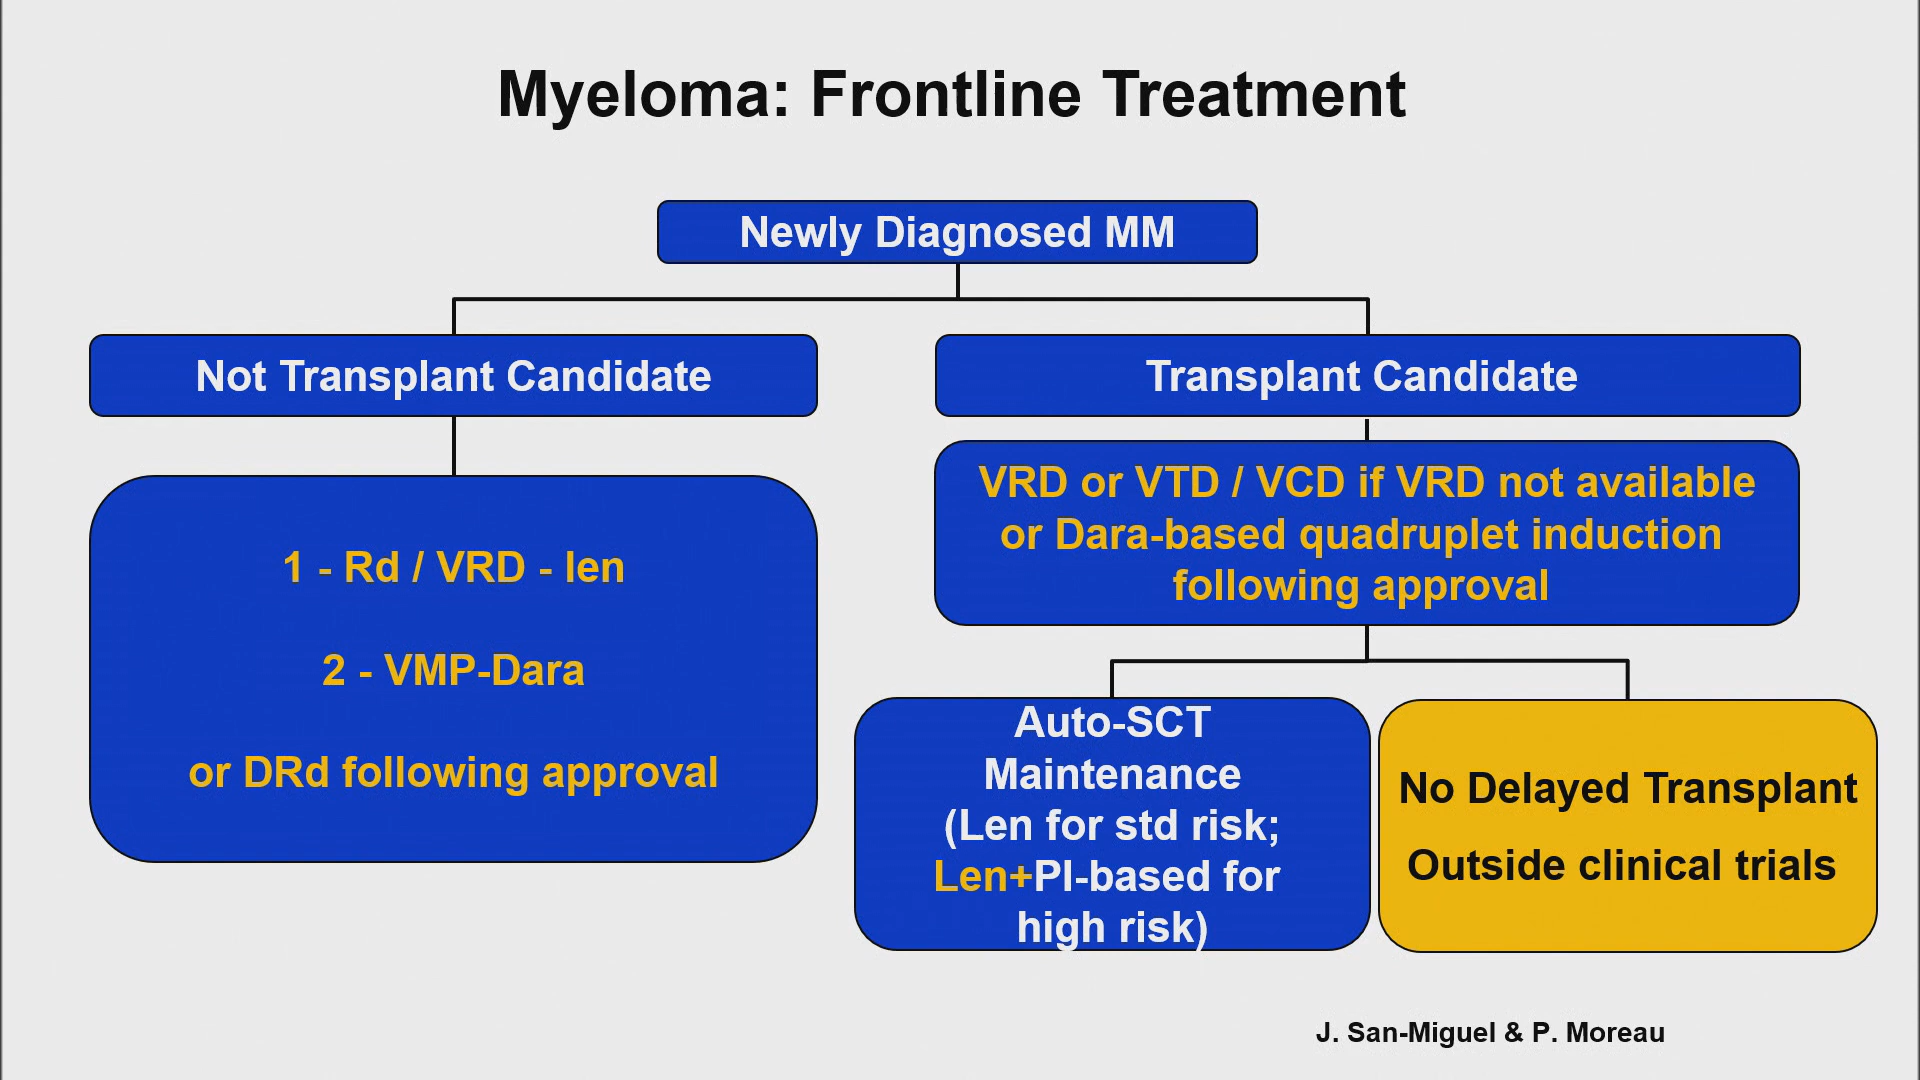 Myeloma: Frontline Treatment
Newly Diagnosed MM
Not Transplant Candidate
Transplant Candidate
1 - Rd / VRD - len
2 - VMP-Dara
or DRd following approval
VRD or VTD / VCD if VRD not available
or Dara-based quadruplet induction
following approval
Auto-SCT
Maintenance
(Len for std risk;
Len+PI-based for
high risk)
No Delayed Transplant
Outside clinical trials
J. San-Miguel & P. Moreau